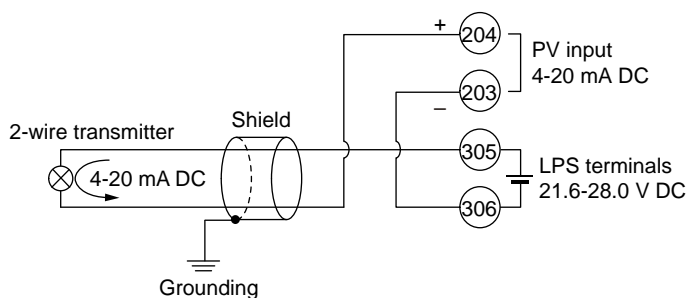 +
204
PV input
4-20 mA DC
203
–
Shield
2-wire transmitter
305
4-20 mA DC
LPS terminals
21.6-28.0 V DC
306
Grounding